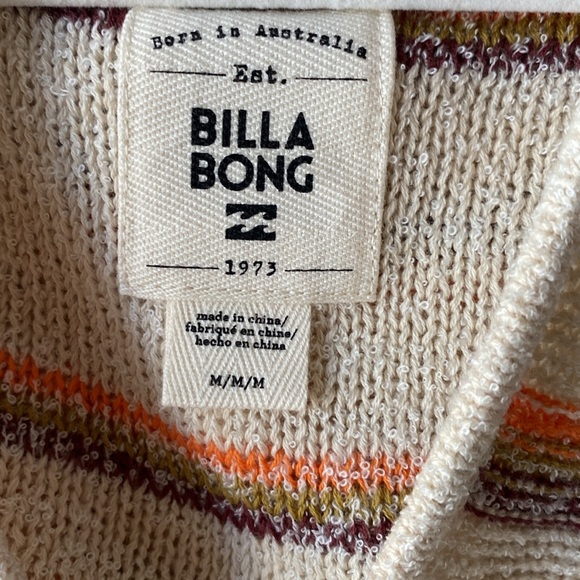 Born in Australia
Est.
BILLA
BONG
1973
made in china/
fabriqué en chine/
hecho en china
M/M/M